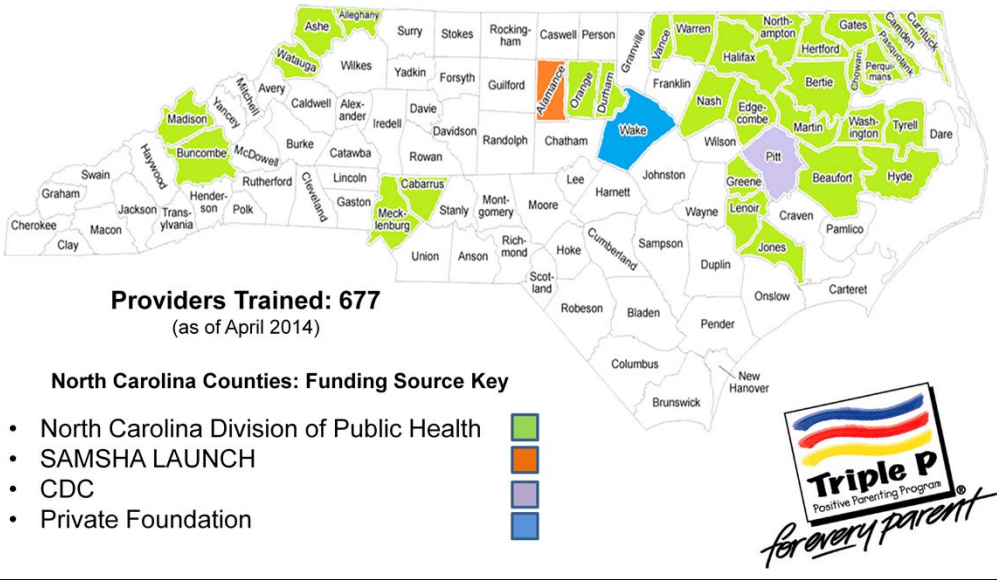 Ashe
Alleghany
Surry
Stokes
Rocking-
ham
Caswell
Person
Granville
Vance
Warren
North-
ampton
Gates
Camden
Currituck
Pasquotank
Hertford
Halifax
Chowan
Perqui-
mans
Bertie
Watauga
Wilkes
Yadkin
Forsyth
Guilford
Alamance
Orange
Durham
Franklin
Nash
Edge-
combe
Martin
Wash-
ington
Tyrell
Dare
Mitchell
Avery
Yancey
Caldwell
Alex-
ander
Iredell
Davie
Davidson
Randolph
Chatham
Wake
Wilson
Pitt
Beaufort
Hyde
Madison
Buncombe
McDowell
Burke
Catawba
Rowan
Haywood
Swain
Graham
Cherokee
Clay
Macon
Jackson
Tran-
sylvania
Hender-
son
Polk
Rutherford
Cleveland
Lincoln
Gaston
Meck-
lenburg
Cabarrus
Stanly
Mont-
gomery
Moore
Lee
Harnett
Johnston
Wayne
Greene
Lenoir
Craven
Pamlico
Jones
Union
Anson
Rich-
mond
Hoke
Scot-
land
Cumberland
Sampson
Duplin
Onslow
Carteret
Robeson
Bladen
Pender
Columbus
New
Hanover
Brunswick
Providers Trained: 677
(as of April 2014)
North Carolina Counties: Funding Source Key
• North Carolina Division of Public Health
• SAMSHA LAUNCH
• CDC
• Private Foundation
Triple P
Positive Parenting Program
®
for every parent